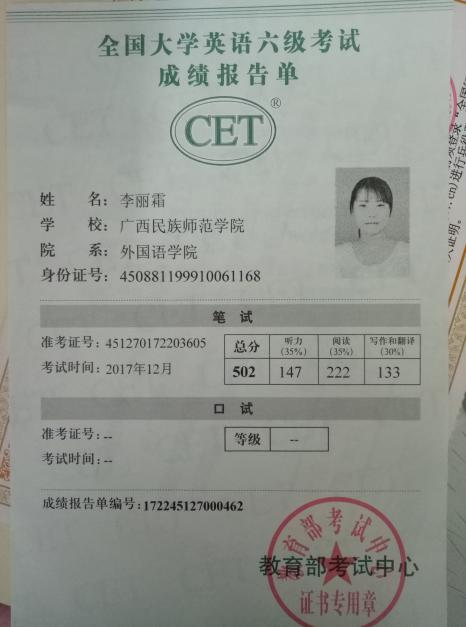 全国大学英语六级考试
成绩报告单
CET®
姓 名：李丽霜
学 校：广西民族师范学院
院 系：外国语学院
身份证号：450881199910061168
笔 试
准考证号：451270172203605
考试时间：2017年12月
总分 听力(35%) 阅读(35%) 写作和翻译(30%)
502 147 222 133
口 试
准考证号：--
等级 --
考试时间：--
成绩报告单编号：172245127000462
教育部考试中心
教育部考试中心
证书专用章